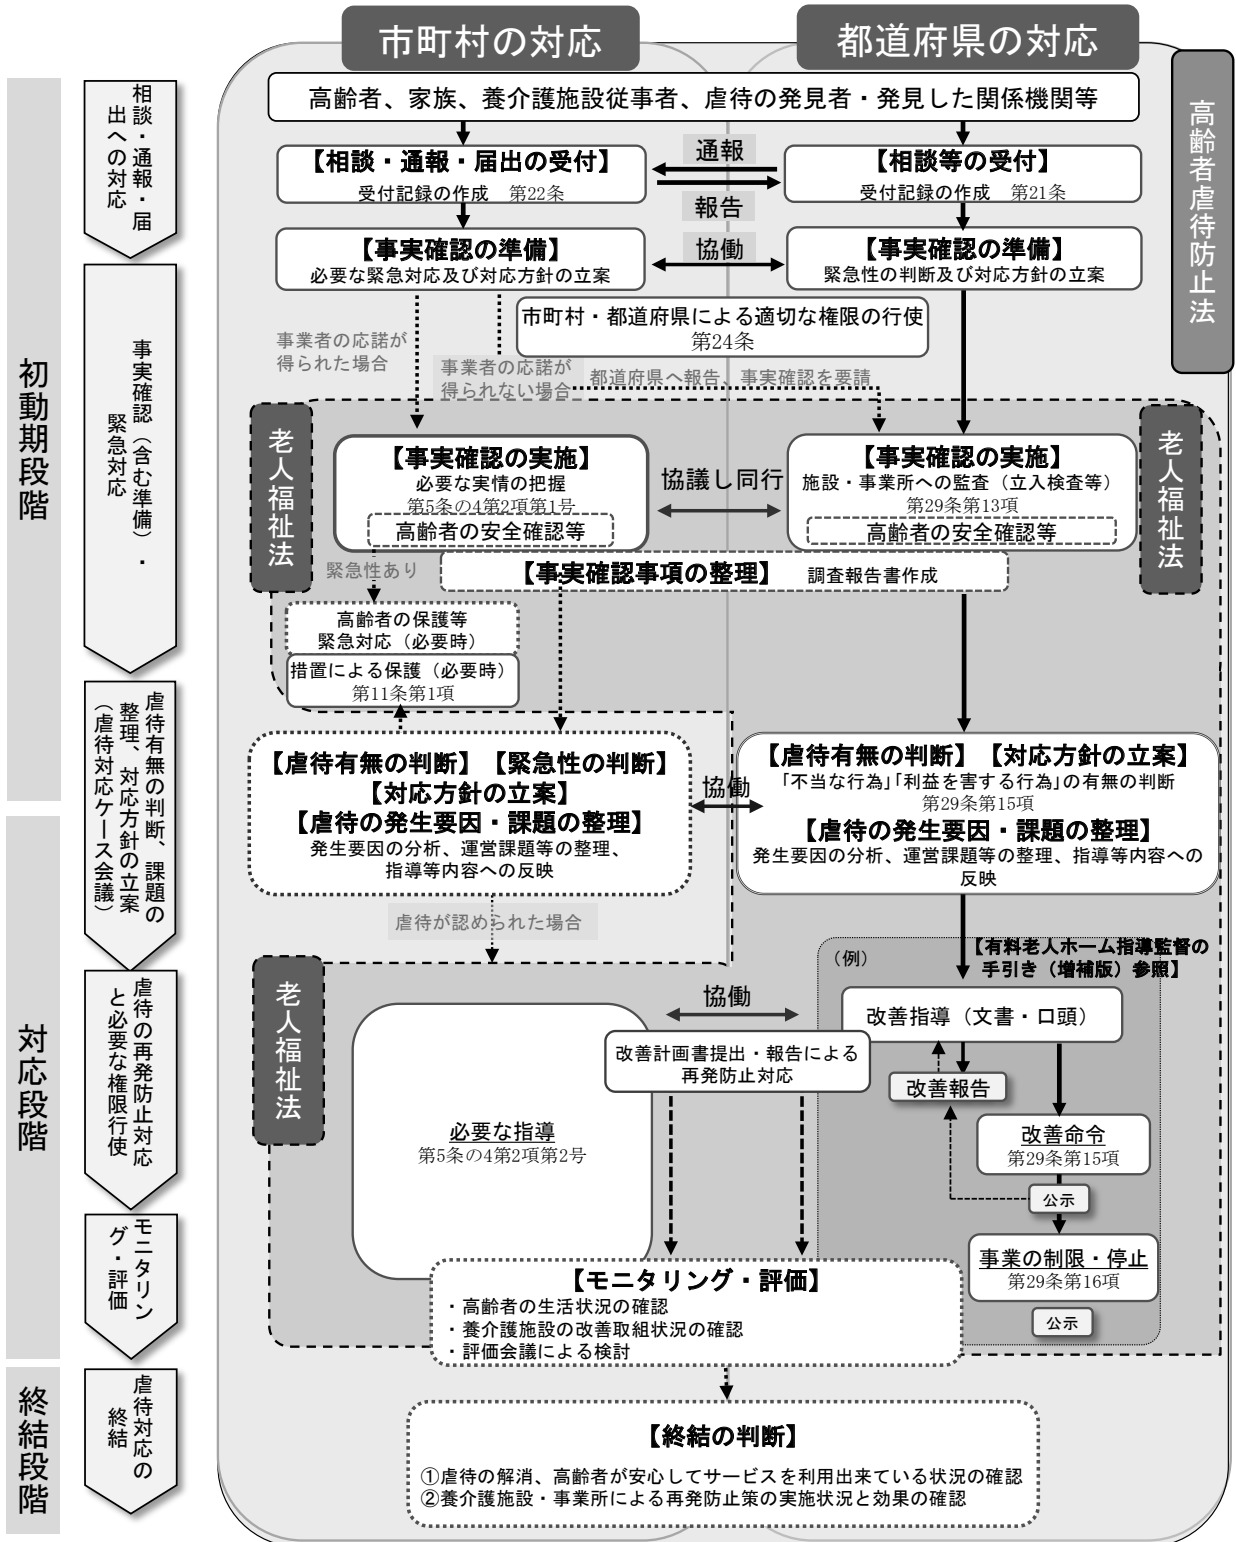 市町村の対応
都道府県の対応
高齢者虐待防止法
初動期段階
対応段階
終結段階
相談・通報・届
出への対応
事実確認（含む準備）・
緊急対応
虐待有無の判断、課題の
整理、対応方針の立案
（虐待対応ケース会議）
虐待の再発防止対応
と必要な権限行使
モニタリン
グ・評価
虐待対応の
終結
高齢者、家族、養介護施設従事者、虐待の発見者・発見した関係機関等
【相談・通報・届出の受付】
受付記録の作成　第22条
通報
報告
【相談等の受付】
受付記録の作成　第21条
【事実確認の準備】
必要な緊急対応及び対応方針の立案
協働
【事実確認の準備】
緊急性の判断及び対応方針の立案
市町村・都道府県による適切な権限の行使
第24条
事業者の応諾が
得られた場合
事業者の応諾が
得られない場合
都道府県へ報告、事実確認を要請
老人福祉法
老人福祉法
【事実確認の実施】
必要な実情の把握
第5条の4第2項第1号
高齢者の安全確認等
協議し同行
【事実確認の実施】
施設・事業所への監査（立入検査等）
第29条第13項
高齢者の安全確認等
緊急性あり
【事実確認事項の整理】　調査報告書作成
高齢者の保護等
緊急対応（必要時）
措置による保護（必要時）
第11条第1項
【虐待有無の判断】【緊急性の判断】
【対応方針の立案】
【虐待の発生要因・課題の整理】
発生要因の分析、運営課題等の整理、
指導等内容への反映
協働
【虐待有無の判断】【対応方針の立案】
「不当な行為」「利益を害する行為」の有無の判断
第29条第15項
【虐待の発生要因・課題の整理】
発生要因の分析、運営課題等の整理、指導等内容への
反映
虐待が認められた場合
老人福祉法
（例）
【有料老人ホーム指導監督の
手引き（増補版）参照】
協働
改善指導（文書・口頭）
改善計画書提出・報告による
再発防止対応
改善報告
必要な指導
第5条の4第2項第2号
改善命令
第29条第15項
公示
事業の制限・停止
第29条第16項
公示
【モニタリング・評価】
・高齢者の生活状況の確認
・養介護施設の改善取組状況の確認
・評価会議による検討
【終結の判断】
①虐待の解消、高齢者が安心してサービスを利用出来ている状況の確認
②養介護施設・事業所による再発防止策の実施状況と効果の確認